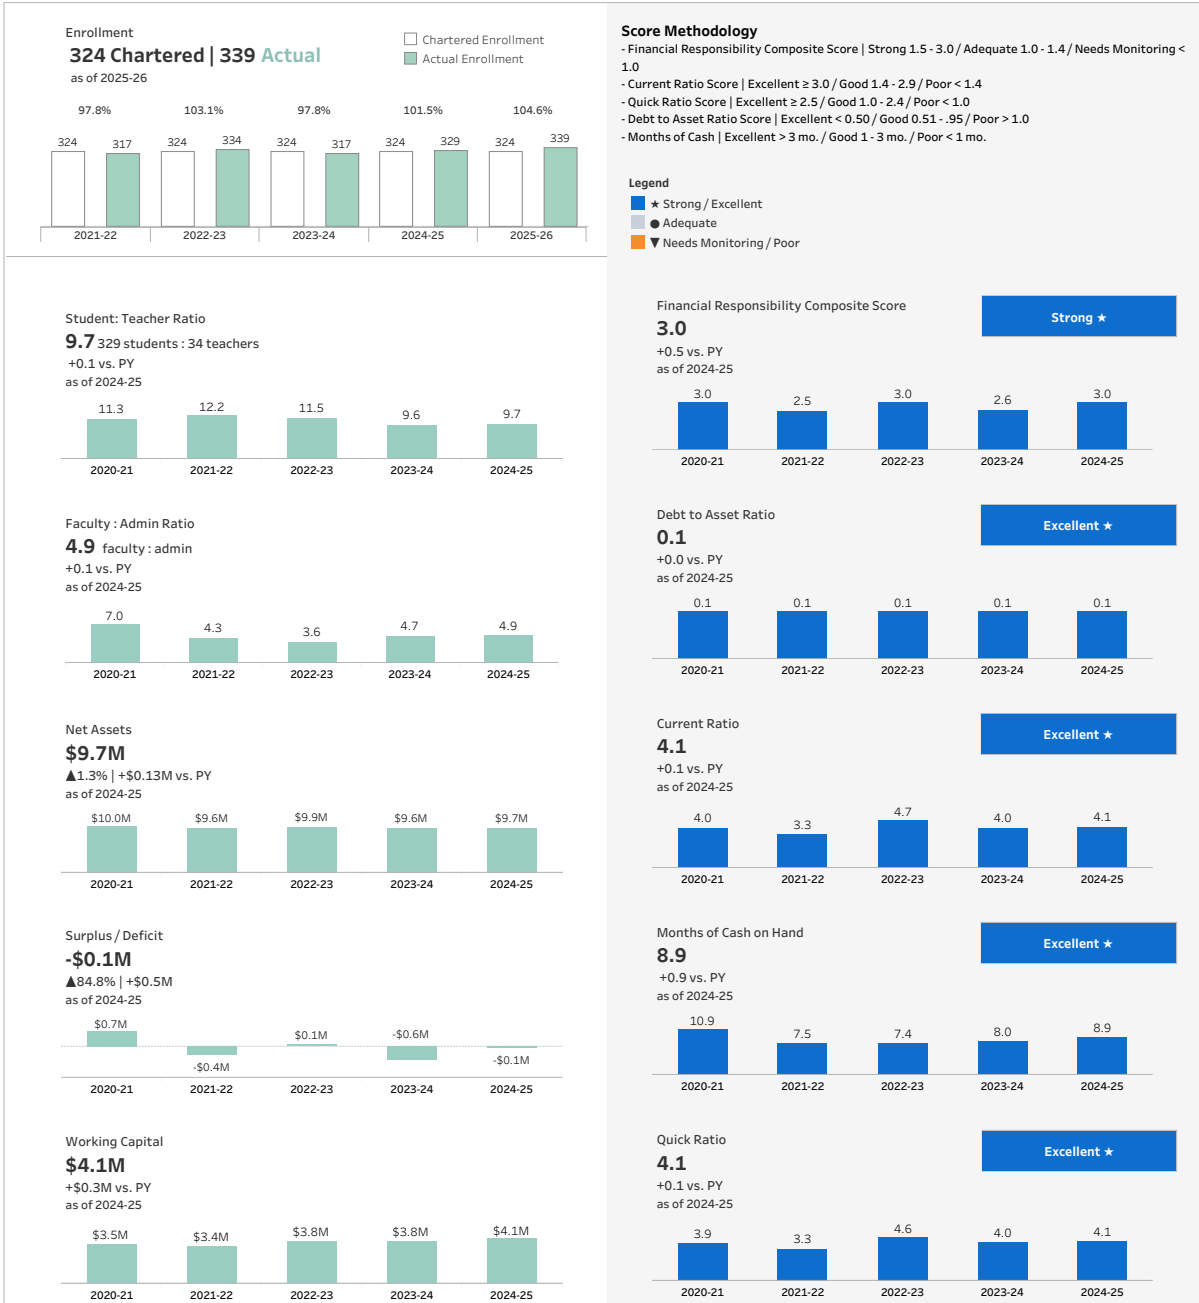 Enrollment
324 Chartered | 339 Actual
as of 2025-26
Chartered Enrollment
Actual Enrollment
97.8% 103.1% 97.8% 101.5% 104.6%
324 317 324 334 324 317 324 329 324 339
2021-22 2022-23 2023-24 2024-25 2025-26
Score Methodology
- Financial Responsibility Composite Score | Strong 1.5 - 3.0 / Adequate 1.0 - 1.4 / Needs Monitoring <
1.0
- Current Ratio Score | Excellent ≥ 3.0 / Good 1.4 - 2.9 / Poor < 1.4
- Quick Ratio Score | Excellent ≥ 2.5 / Good 1.0 - 2.4 / Poor < 1.0
- Debt to Asset Ratio Score | Excellent < 0.50 / Good 0.51 - .95 / Poor > 1.0
- Months of Cash | Excellent > 3 mo. / Good 1 - 3 mo. / Poor < 1 mo.
Legend
★ Strong / Excellent
● Adequate
▼ Needs Monitoring / Poor
Student: Teacher Ratio
9.7 329 students : 34 teachers
+0.1 vs. PY
as of 2024-25
11.3 12.2 11.5 9.6 9.7
2020-21 2021-22 2022-23 2023-24 2024-25
Faculty : Admin Ratio
4.9 faculty : admin
+0.1 vs. PY
as of 2024-25
7.0 4.3 3.6 4.7 4.9
2020-21 2021-22 2022-23 2023-24 2024-25
Net Assets
$9.7M
▲1.3% | +$0.13M vs. PY
as of 2024-25
$10.0M $9.6M $9.9M $9.6M $9.7M
2020-21 2021-22 2022-23 2023-24 2024-25
Surplus / Deficit
-$0.1M
▲84.8% | +$0.5M
as of 2024-25
$0.7M -$0.4M $0.1M -$0.6M -$0.1M
2020-21 2021-22 2022-23 2023-24 2024-25
Working Capital
$4.1M
+$0.3M vs. PY
as of 2024-25
$3.5M $3.4M $3.8M $3.8M $4.1M
2020-21 2021-22 2022-23 2023-24 2024-25
Financial Responsibility Composite Score
3.0
+0.5 vs. PY
as of 2024-25
Strong ★
3.0 2.5 3.0 2.6 3.0
2020-21 2021-22 2022-23 2023-24 2024-25
Debt to Asset Ratio
0.1
+0.0 vs. PY
as of 2024-25
Excellent ★
0.1 0.1 0.1 0.1 0.1
2020-21 2021-22 2022-23 2023-24 2024-25
Current Ratio
4.1
+0.1 vs. PY
as of 2024-25
Excellent ★
4.0 3.3 4.7 4.0 4.1
2020-21 2021-22 2022-23 2023-24 2024-25
Months of Cash on Hand
8.9
+0.9 vs. PY
as of 2024-25
Excellent ★
10.9 7.5 7.4 8.0 8.9
2020-21 2021-22 2022-23 2023-24 2024-25
Quick Ratio
4.1
+0.1 vs. PY
as of 2024-25
Excellent ★
3.9 3.3 4.6 4.0 4.1
2020-21 2021-22 2022-23 2023-24 2024-25